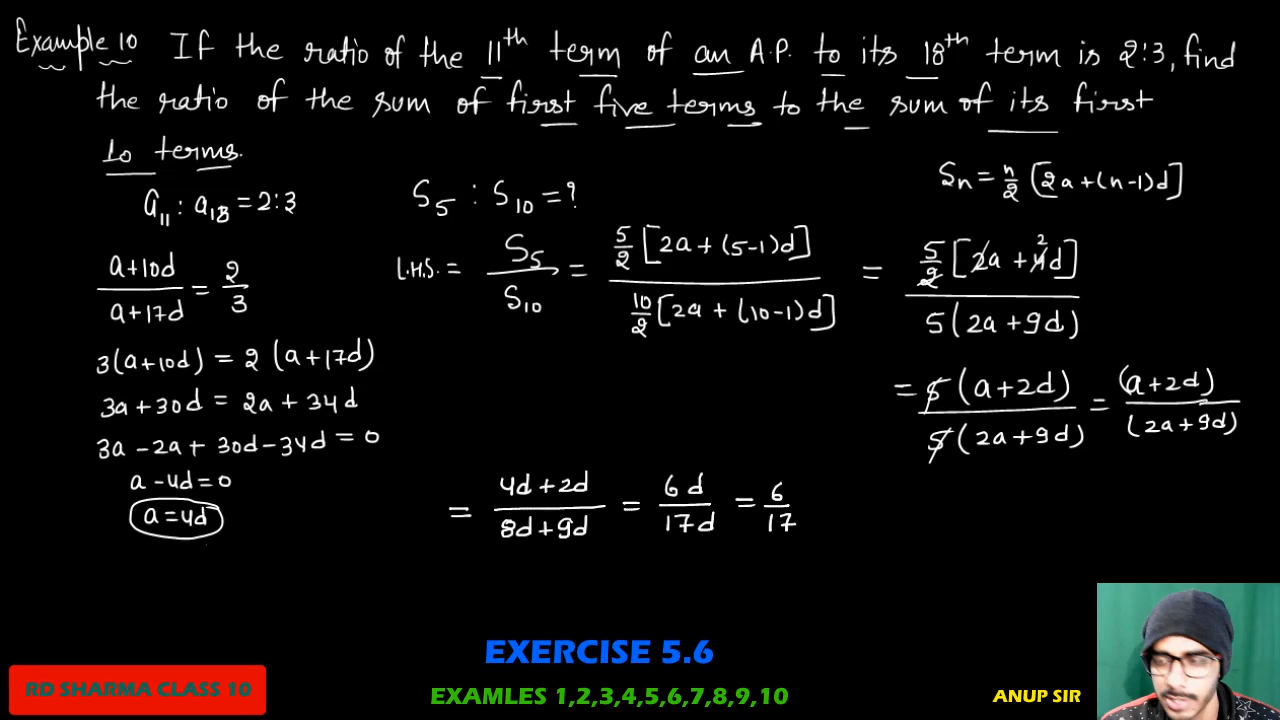 Example 10 If the ratio of the 11th term of an A.P. to its 18th term is 2:3, find
the ratio of the sum of first five terms to the sum of its first
10 terms.
a₁₁ : a₁₈ = 2:3
(a+10d)/(a+17d) = 2/3
3(a+10d) = 2(a+17d)
3a+30d = 2a+34d
3a-2a+30d-34d=0
a-4d=0
a=4d
S₅ : S₁₀ = ?
Sn = n/2 [2a+(n-1)d]
L.H.S. = S₅/S₁₀ = 5/2 [2a+(5-1)d] / 10/2 [2a+(10-1)d] = 5/2 [2a+4d] / 5(2a+9d)
2
= 5(a+2d) / 5(2a+9d) = (a+2d)/(2a+9d)
= (4d+2d)/(8d+9d) = 6d/17d = 6/17
EXERCISE 5.6
RD SHARMA CLASS 10
EXAMLES 1,2,3,4,5,6,7,8,9,10
ANUP SIR